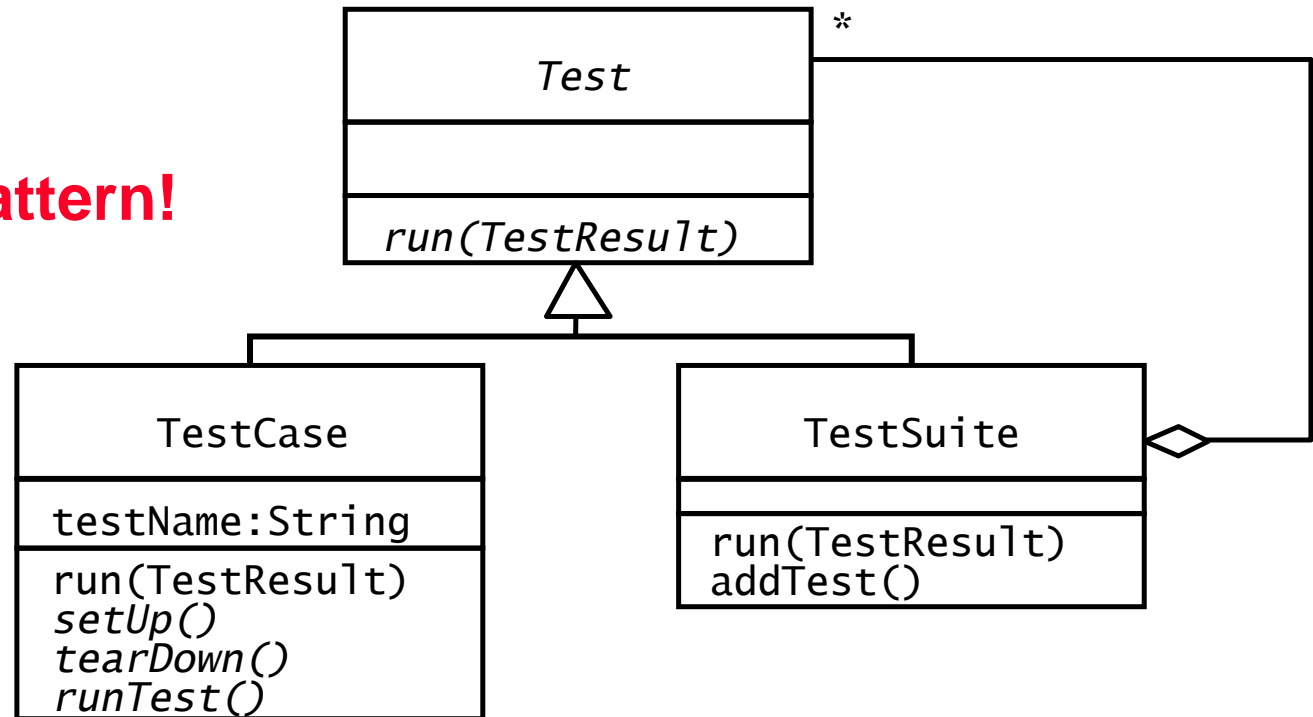 *
Test
attern!
run(TestResult)
TestCase
TestSuite
testName:String
run(TestResult)
setUp()
tearDown()
runTest()
run(TestResult)
addTest()